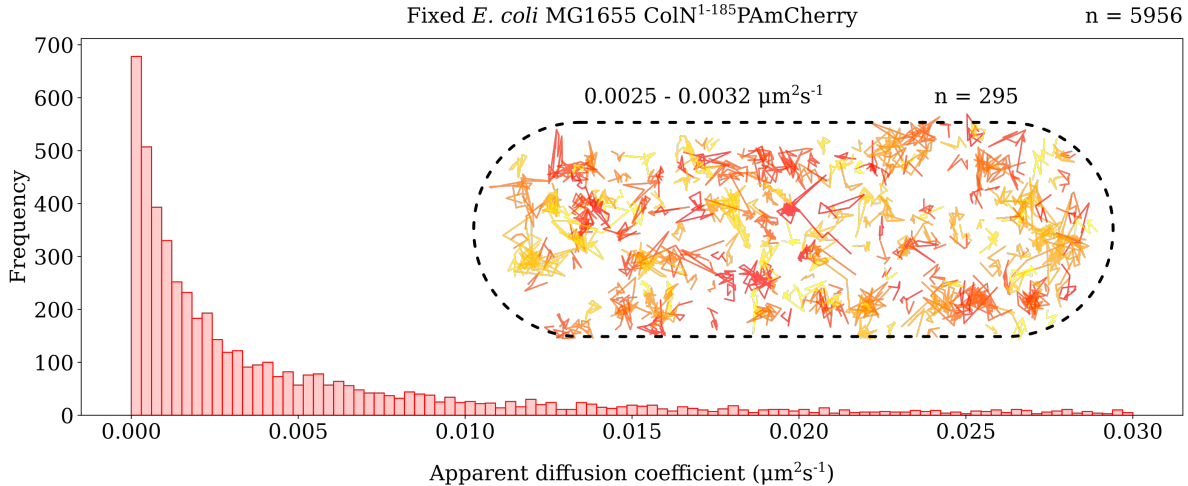 Fixed E. coli MG1655 ColN¹⁻¹⁸⁵PAmCherry n = 5956
0.0025 - 0.0032 µm²s⁻¹ n = 295
Frequency
700
600
500
400
300
200
100
0
0.000 0.005 0.010 0.015 0.020 0.025 0.030
Apparent diffusion coefficient (µm²s⁻¹)